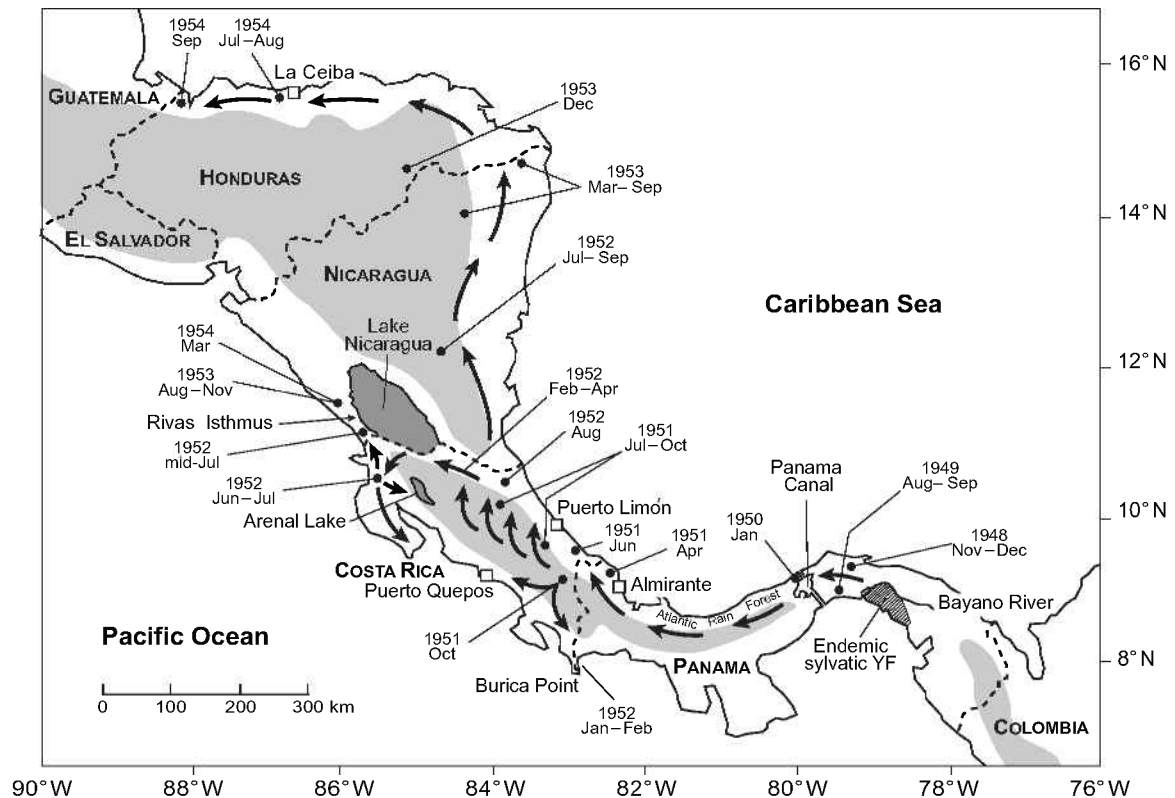 1954
Sep
1954
Jul–Aug
La Ceiba
16°N
GUATEMALA
1953
Dec
HONDURAS
1953
Mar–Sep
14°N
EL SALVADOR
1952
Jul–Sep
NICARAGUA
Caribbean Sea
Lake
Nicaragua
1954
Mar
12°N
1953
Aug–Nov
1952
Feb–Apr
Rivas Isthmus
1952
Aug
1952
mid-Jul
1951
Jul–Oct
1952
Jun–Jul
Panama
Canal
1949
Aug–Sep
Arenal Lake
Puerto Limón
10°N
1951
Jun
1951
Apr
1950
Jan
1948
Nov–Dec
COSTA RICA
Puerto Quepos
Almirante
Atlantic Rain Forest
Bayano River
Pacific Ocean
1951
Oct
Endemic
sylvatic YF
PANAMA
8°N
Burica Point
0 100 200 300 km
1952
Jan–Feb
COLOMBIA
90°W 88°W 86°W 84°W 82°W 80°W 78°W 76°W